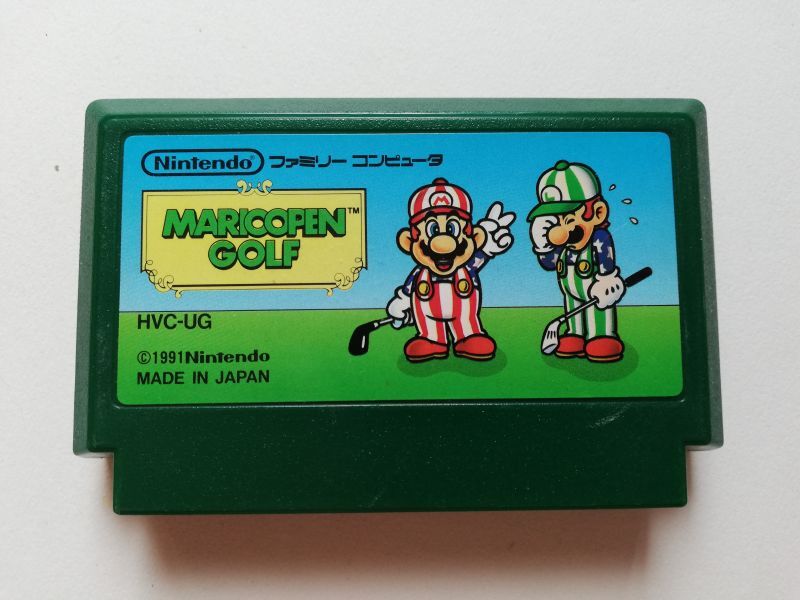 Nintendo® ファミリー コンピュータ
MARIOOPEN™
GOLF
HVC-UG
©1991Nintendo
MADE IN JAPAN
M
L